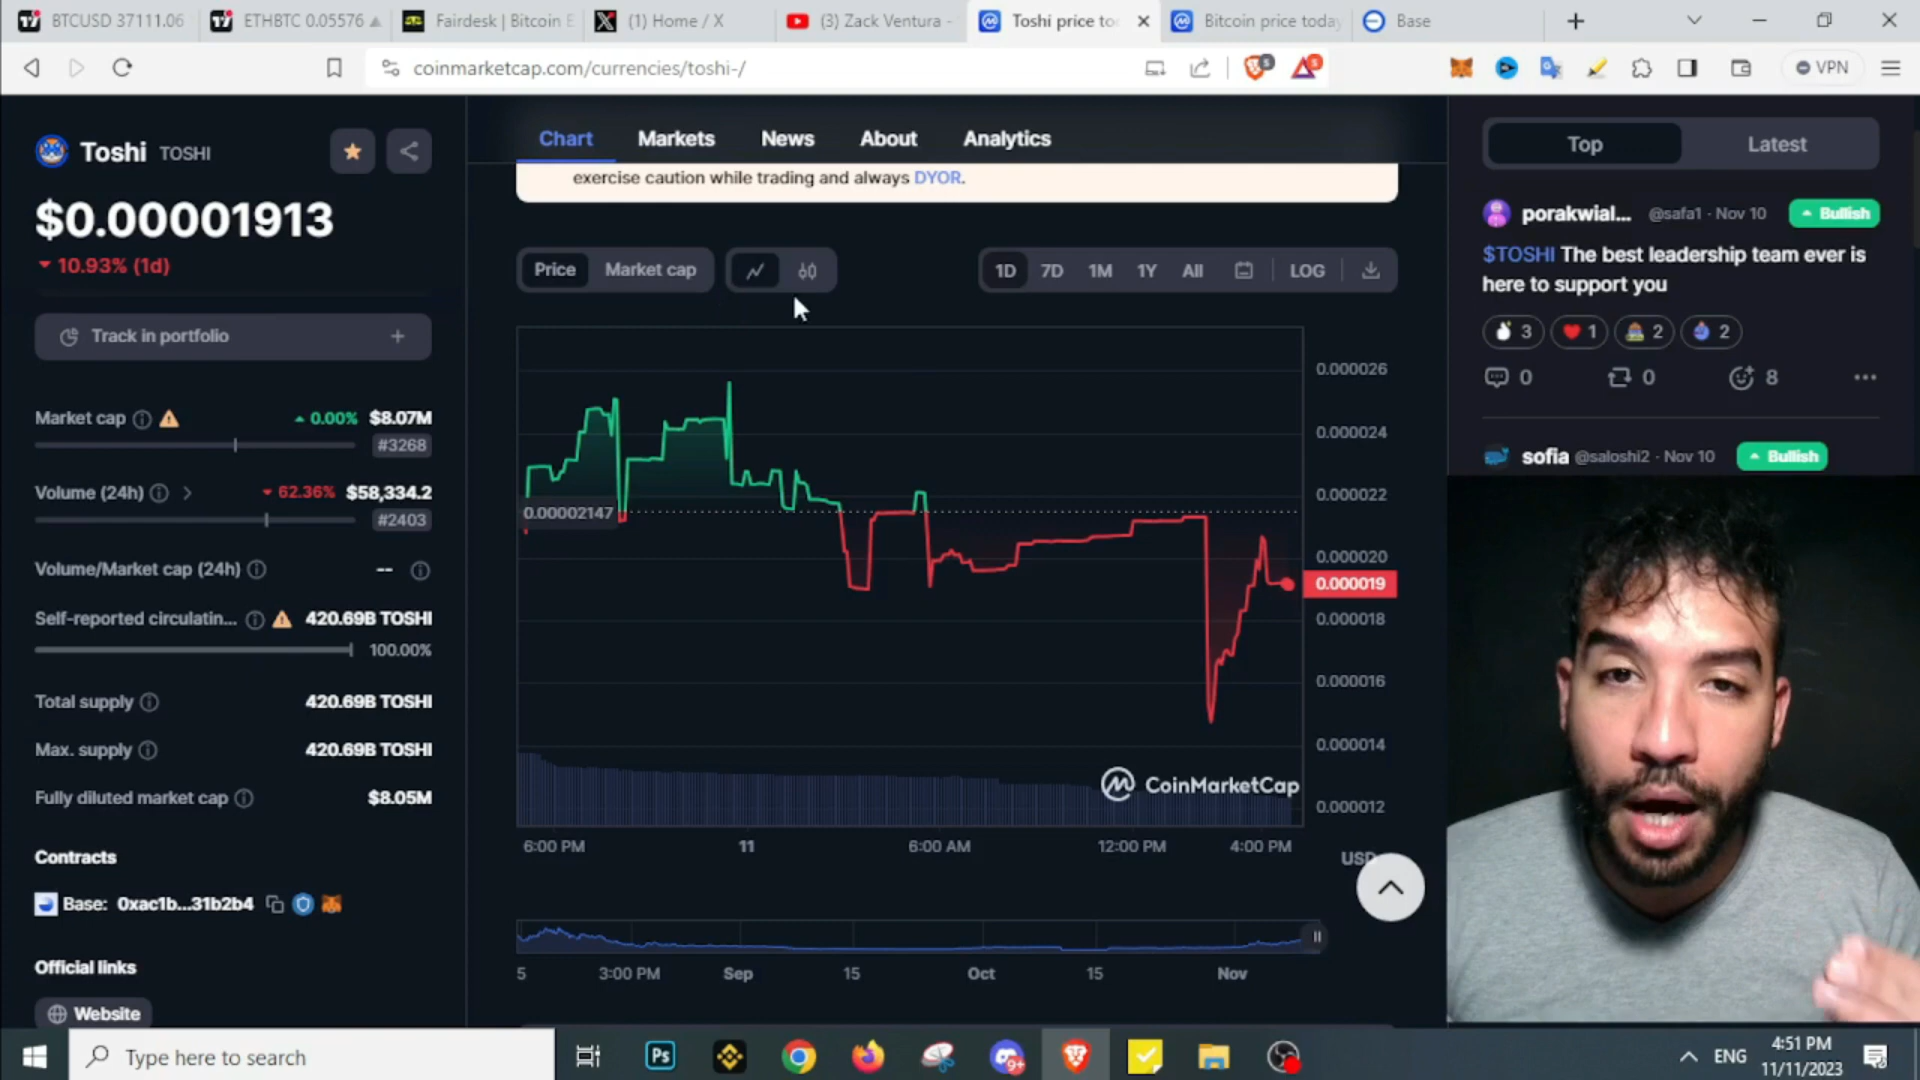 BTCUSD 37111.06
ETHBTC 0.05576
Fairdesk | Bitcoin E
(1) Home / X
(3) Zack Ventura -
Toshi price to
Bitcoin price today
Base
coinmarketcap.com/currencies/toshi-/
5
5
VPN
Toshi TOSHI
$0.00001913
10.93% (1d)
Track in portfolio
+
Market cap
0.00% $8.07M
#3268
Volume (24h)
62.36% $58,334.2
#2403
Volume/Market cap (24h)
--
Self-reported circulatin...
420.69B TOSHI
100.00%
Total supply
420.69B TOSHI
Max. supply
420.69B TOSHI
Fully diluted market cap
$8.05M
Contracts
Base: 0xac1b...31b2b4
Official links
Website
Chart
Markets
News
About
Analytics
exercise caution while trading and always DYOR.
Price
Market cap
1D
7D
1M
1Y
All
LOG
0.000026
0.000024
0.000022
0.00002147
0.000020
0.000019
0.000018
0.000016
0.000014
CoinMarketCap
0.000012
6:00 PM
11
6:00 AM
12:00 PM
4:00 PM
USD
5
3:00 PM
Sep
15
Oct
15
Nov
Top
Latest
porakwial... @safa1 · Nov 10
Bullish
$TOSHI The best leadership team ever is
here to support you
3
1
2
2
0
0
8
sofia @saloshi2 · Nov 10
Bullish
Type here to search
Ps
9+
ENG
4:51 PM
11/11/2023